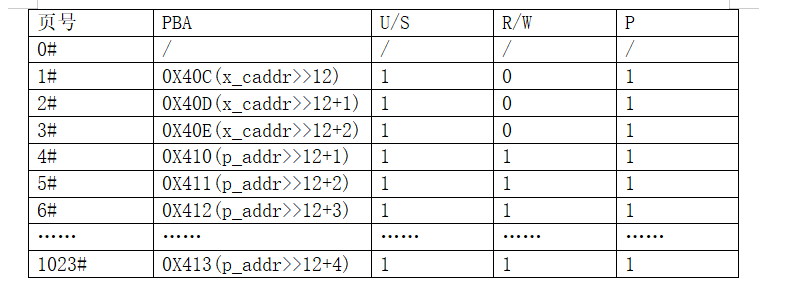 页号 PBA U/S R/W P
0# / / / /
1# 0X40C(x_caddr>>12) 1 0 1
2# 0X40D(x_caddr>>12+1) 1 0 1
3# 0X40E(x_caddr>>12+2) 1 0 1
4# 0X410(p_addr>>12+1) 1 1 1
5# 0X411(p_addr>>12+2) 1 1 1
6# 0X412(p_addr>>12+3) 1 1 1
…… …… …… …… ……
1023# 0X413(p_addr>>12+4) 1 1 1